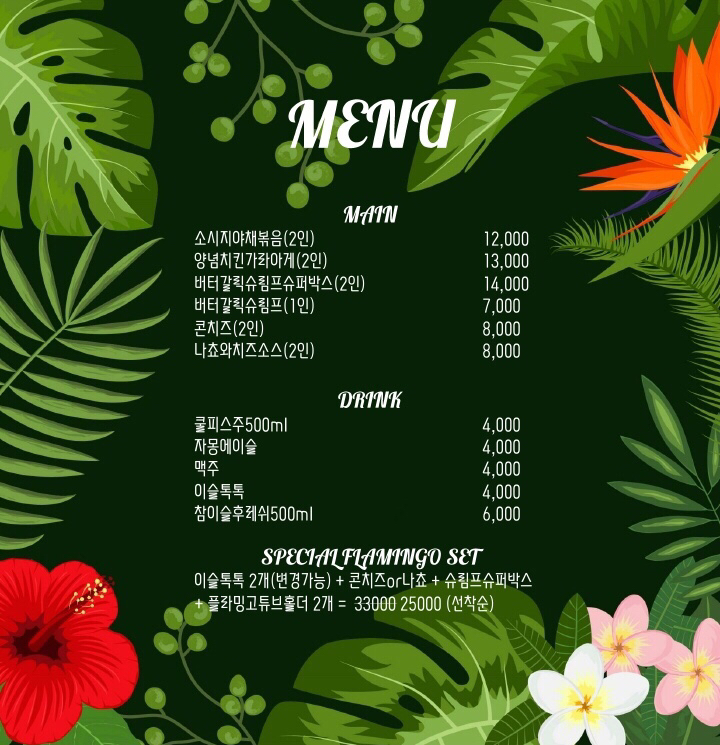 MENU
MAIN
소시지야채볶음(2인) 12,000
양념치킨가라아게(2인) 13,000
버터갈릭슈림프슈퍼박스(2인) 14,000
버터갈릭슈림프(1인) 7,000
콘치즈(2인) 8,000
나쵸와치즈소스(2인) 8,000
DRINK
쿨피스주500ml 4,000
자몽에이슬 4,000
맥주 4,000
이슬톡톡 4,000
참이슬후레쉬500ml 6,000
SPECIAL FLAMINGO SET
이슬톡톡 2개(변경가능) + 콘치즈or나쵸 + 슈림프슈퍼박스
+ 플라밍고튜브홀더 2개 = 33000 25000 (선착순)